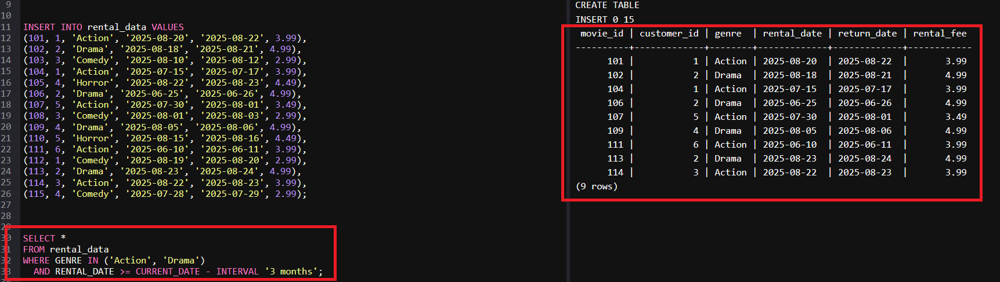 9
10
11 INSERT INTO rental_data VALUES
12 (101, 1, 'Action', '2025-08-20', '2025-08-22', 3.99),
13 (102, 2, 'Drama', '2025-08-18', '2025-08-21', 4.99),
14 (103, 3, 'Comedy', '2025-08-10', '2025-08-12', 2.99),
15 (104, 1, 'Action', '2025-07-15', '2025-07-17', 3.99),
16 (105, 4, 'Horror', '2025-08-22', '2025-08-23', 4.49),
17 (106, 2, 'Drama', '2025-06-25', '2025-06-26', 4.99),
18 (107, 5, 'Action', '2025-07-30', '2025-08-01', 3.49),
19 (108, 3, 'Comedy', '2025-08-01', '2025-08-03', 2.99),
20 (109, 4, 'Drama', '2025-08-05', '2025-08-06', 4.99),
21 (110, 5, 'Horror', '2025-08-15', '2025-08-16', 4.49),
22 (111, 6, 'Action', '2025-06-10', '2025-06-11', 3.99),
23 (112, 1, 'Comedy', '2025-08-19', '2025-08-20', 2.99),
24 (113, 2, 'Drama', '2025-08-23', '2025-08-24', 4.99),
25 (114, 3, 'Action', '2025-08-22', '2025-08-23', 3.99),
26 (115, 4, 'Comedy', '2025-07-28', '2025-07-29', 2.99);
27
28
29
30 SELECT *
31 FROM rental_data
32 WHERE GENRE IN ('Action', 'Drama')
33 AND RENTAL_DATE >= CURRENT_DATE - INTERVAL '3 months';
CREATE TABLE
INSERT 0 15
movie_id | customer_id | genre | rental_date | return_date | rental_fee
----------+-------------+--------+-------------+-------------+------------
101 | 1 | Action | 2025-08-20 | 2025-08-22 | 3.99
102 | 2 | Drama | 2025-08-18 | 2025-08-21 | 4.99
104 | 1 | Action | 2025-07-15 | 2025-07-17 | 3.99
106 | 2 | Drama | 2025-06-25 | 2025-06-26 | 4.99
107 | 5 | Action | 2025-07-30 | 2025-08-01 | 3.49
109 | 4 | Drama | 2025-08-05 | 2025-08-06 | 4.99
111 | 6 | Action | 2025-06-10 | 2025-06-11 | 3.99
113 | 2 | Drama | 2025-08-23 | 2025-08-24 | 4.99
114 | 3 | Action | 2025-08-22 | 2025-08-23 | 3.99
(9 rows)